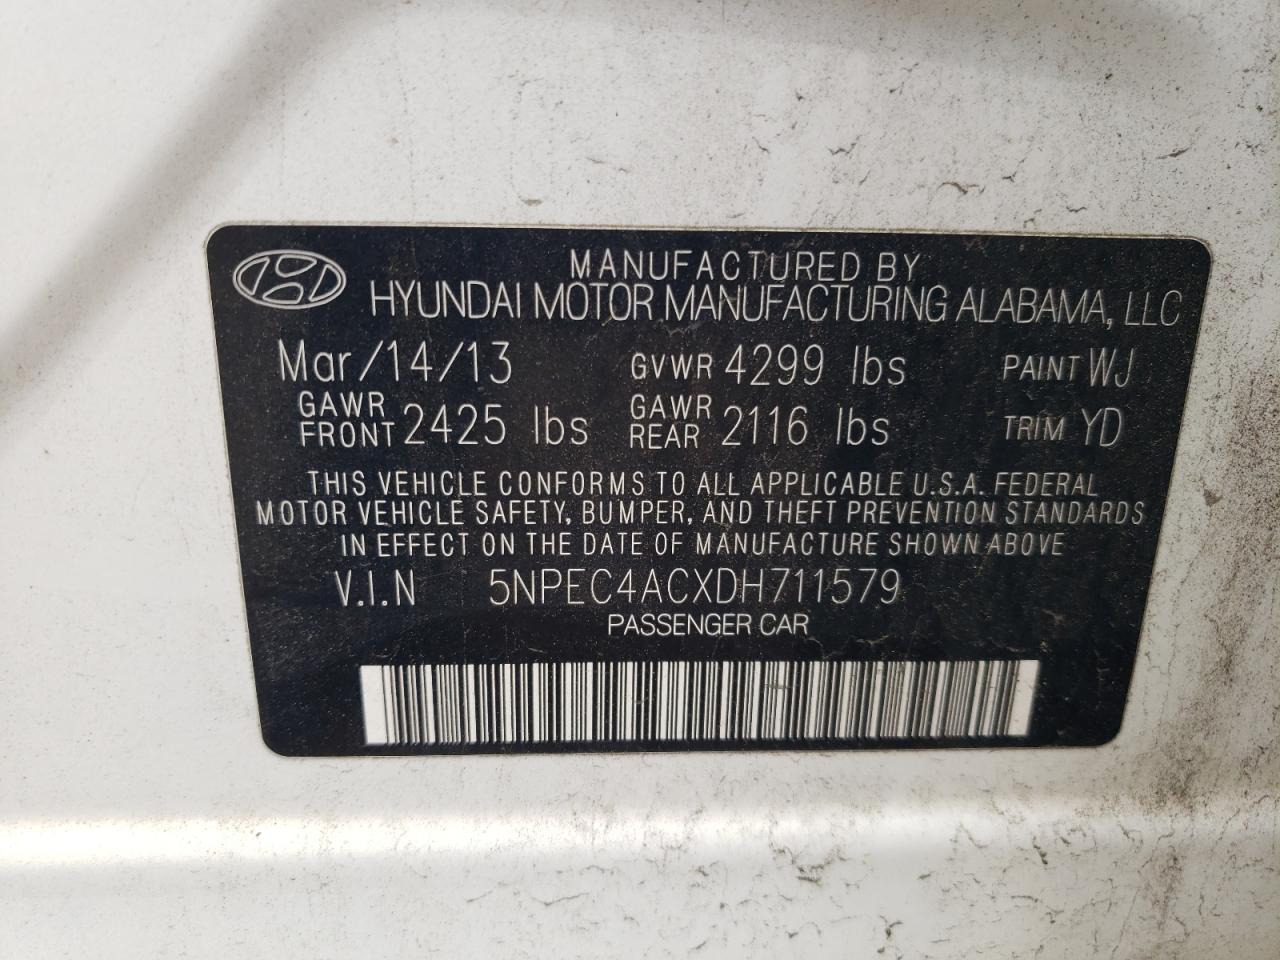 MANUFACTURED BY
HYUNDAI MOTOR MANUFACTURING ALABAMA, LLC
Mar/14/13 GVWR 4299 lbs PAINT WJ
GAWR FRONT 2425 lbs GAWR REAR 2116 lbs TRIM YD
THIS VEHICLE CONFORMS TO ALL APPLICABLE U.S.A. FEDERAL
MOTOR VEHICLE SAFETY, BUMPER, AND THEFT PREVENTION STANDARDS
IN EFFECT ON THE DATE OF MANUFACTURE SHOWN ABOVE
V.I.N 5NPEC4ACXDH711579
PASSENGER CAR